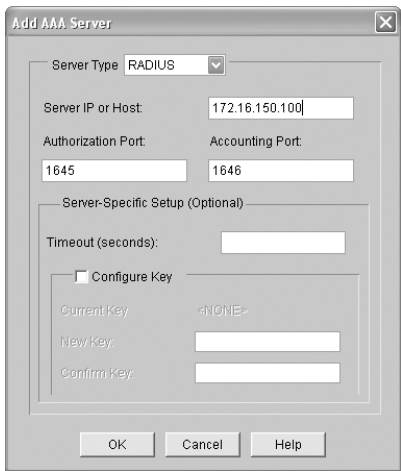 Add AAA Server
Server Type RADIUS
Server IP or Host: 172.16.150.100
Authorization Port: Accounting Port:
1645 1646
Server-Specific Setup (Optional)
Timeout (seconds):
Configure Key
Current Key <NONE>
New Key:
Confirm Key:
OK Cancel Help